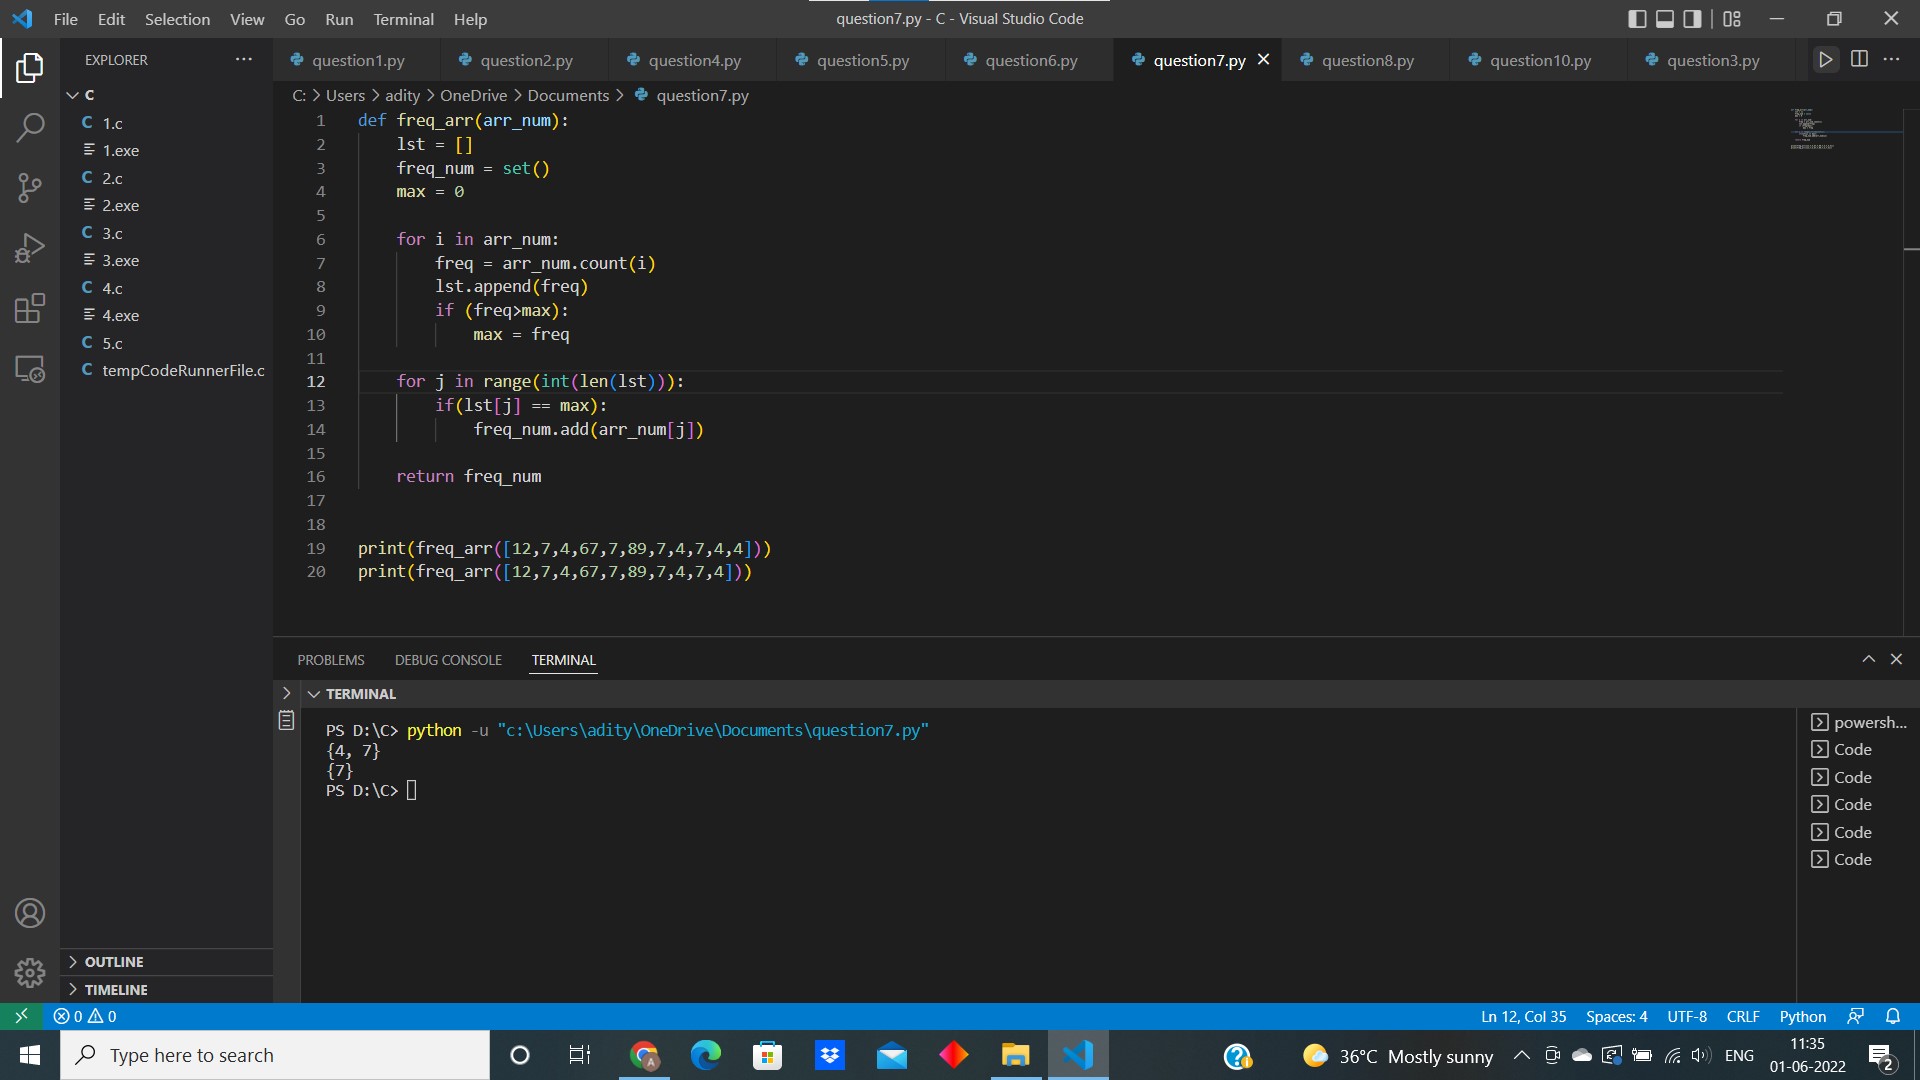 File Edit Selection View Go Run Terminal Help
question7.py - C - Visual Studio Code
EXPLORER
question1.py question2.py question4.py question5.py question6.py question7.py question8.py question10.py question3.py
C: > Users > adity > OneDrive > Documents > question7.py
C
C 1.c
1.exe
C 2.c
2.exe
C 3.c
3.exe
C 4.c
4.exe
C 5.c
C tempCodeRunnerFile.c
1 def freq_arr(arr_num):
2 lst = []
3 freq_num = set()
4 max = 0
5
6 for i in arr_num:
7 freq = arr_num.count(i)
8 lst.append(freq)
9 if (freq>max):
10 max = freq
11
12 for j in range(int(len(lst))):
13 if(lst[j] == max):
14 freq_num.add(arr_num[j])
15
16 return freq_num
17
18
19 print(freq_arr([12,7,4,67,7,89,7,4,7,4,4]))
20 print(freq_arr([12,7,4,67,7,89,7,4,7,4]))
PROBLEMS DEBUG CONSOLE TERMINAL
TERMINAL
PS D:\C> python -u "c:\Users\adity\OneDrive\Documents\question7.py"
{4, 7}
{7}
PS D:\C>
powersh...
Code
Code
Code
Code
Code
OUTLINE
TIMELINE
0 0
Ln 12, Col 35 Spaces: 4 UTF-8 CRLF Python
Type here to search
36°C Mostly sunny
ENG
11:35
01-06-2022
2